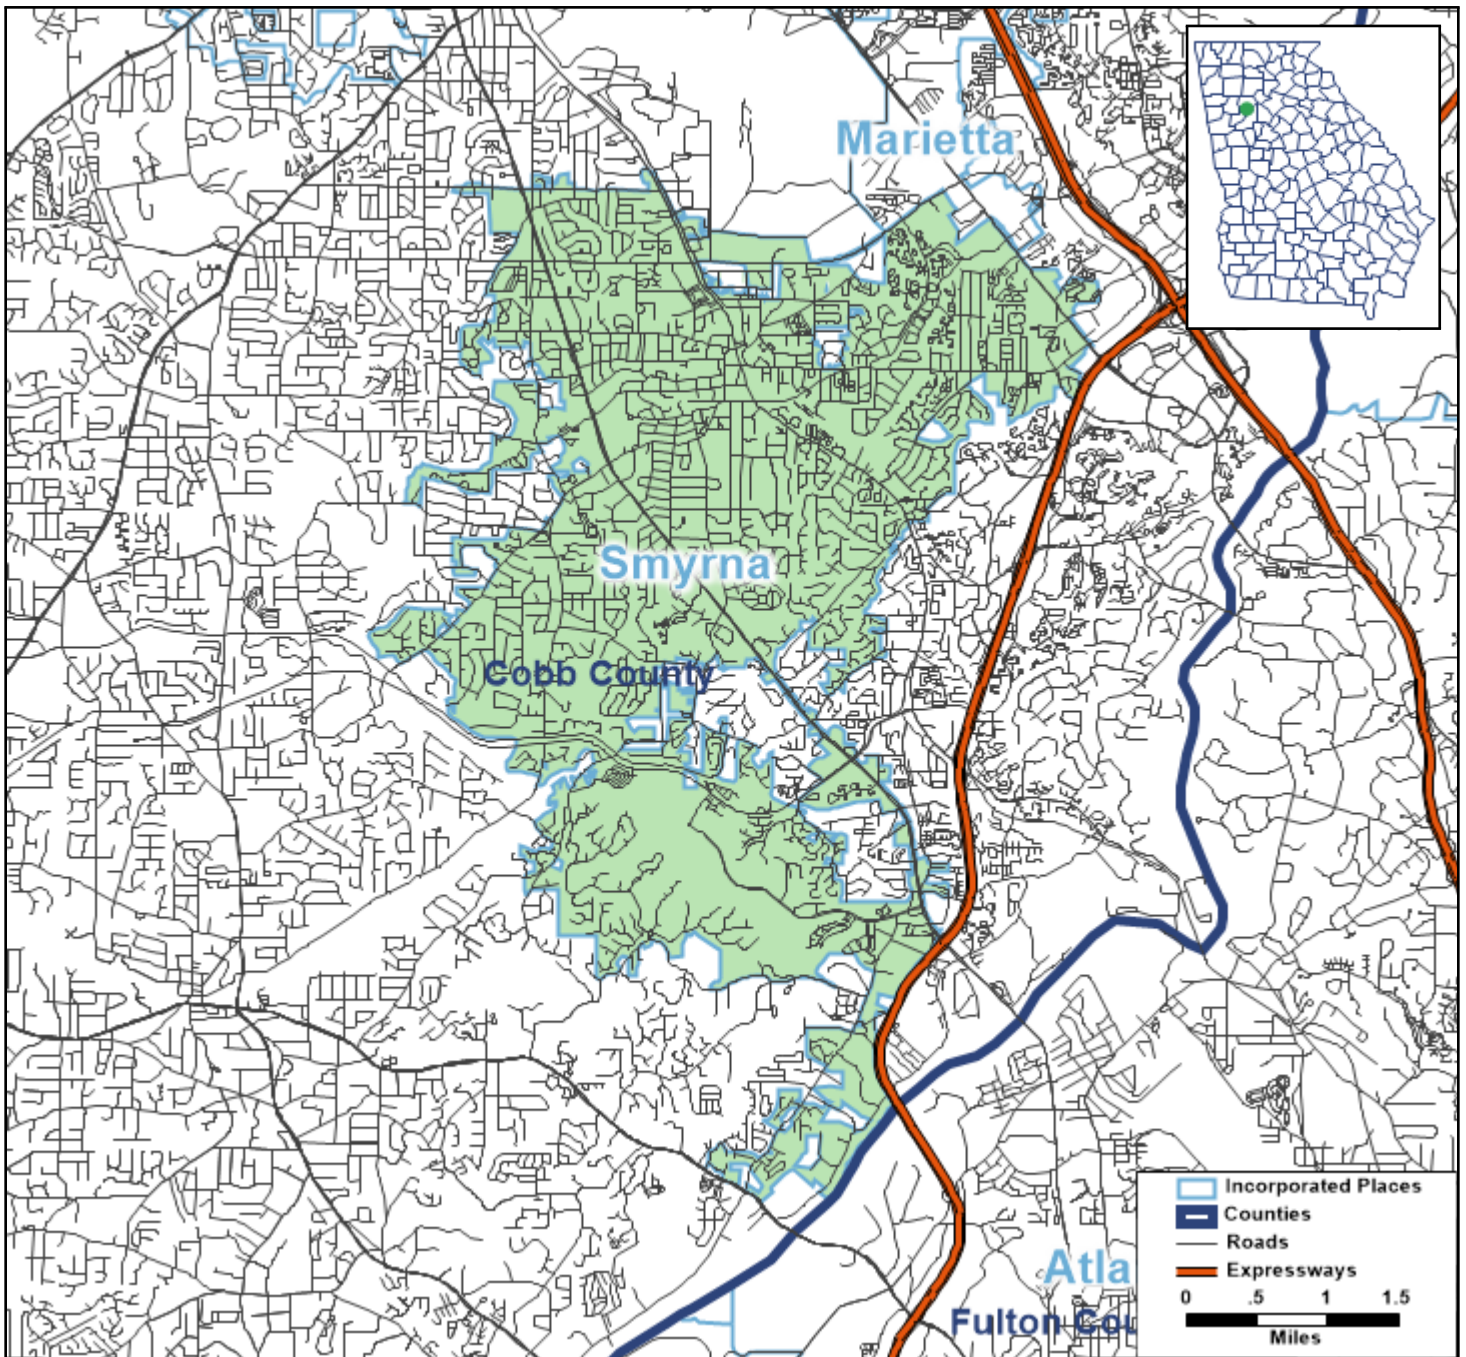 Marietta
Smyrna
Cobb County
Atla
Fulton Cou
Incorporated Places
Counties
Roads
Expressways
0 .5 1 1.5
Miles